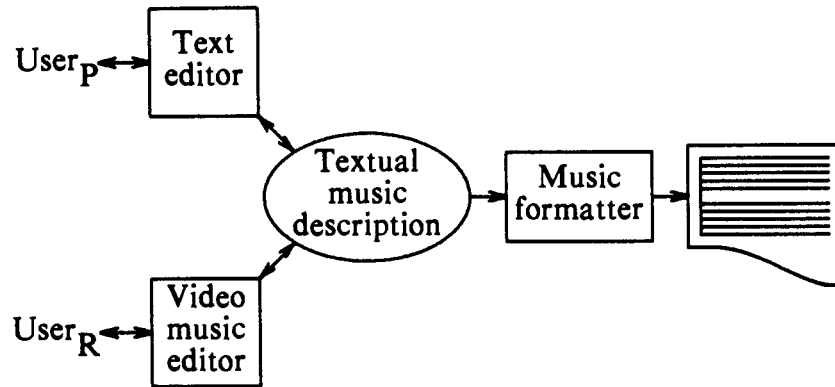 User_P
Text
editor
Textual
music
description
Music
formatter
User_R
Video
music
editor